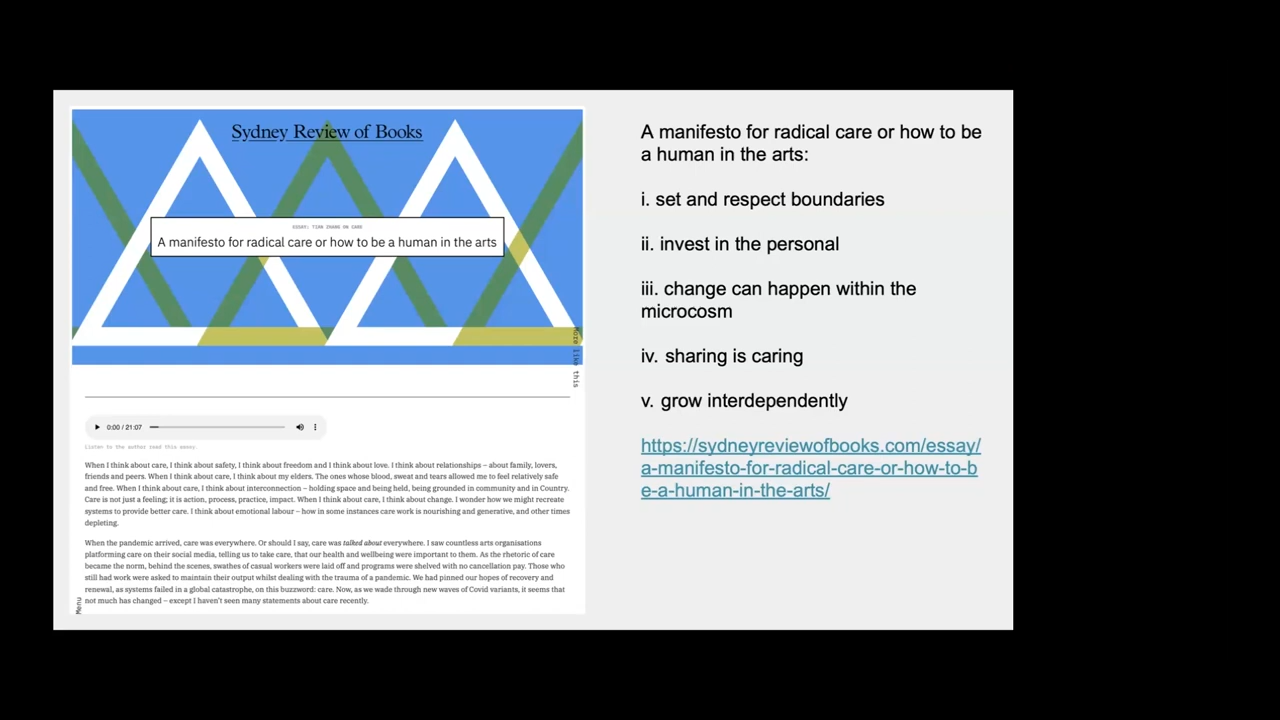 Sydney Review of Books
ESSAY: TIAN ZHANG ON CARE
A manifesto for radical care or how to be a human in the arts
More like this
0:00 / 21:07
Listen to the author read this essay.
When I think about care, I think about safety, I think about freedom and I think about love. I think about relationships – about family, lovers,
friends and peers. When I think about care, I think about my elders. The ones whose blood, sweat and tears allowed me to feel relatively safe
and free. When I think about care, I think about interconnection – holding space and being held, being grounded in community and in Country.
Care is not just a feeling; it is action, process, practice, impact. When I think about care, I think about change. I wonder how we might recreate
systems to provide better care. I think about emotional labour – how in some instances care work is nourishing and generative, and other times
depleting.
When the pandemic arrived, care was everywhere. Or should I say, care was talked about everywhere. I saw countless arts organisations
platforming care on their social media, telling us to take care, that our health and wellbeing were important to them. As the rhetoric of care
became the norm, behind the scenes, swathes of casual workers were laid off and programs were shelved with no cancellation pay. Those who
still had work were asked to maintain their output whilst dealing with the trauma of a pandemic. We had pinned our hopes of recovery and
renewal, as systems failed in a global catastrophe, on this buzzword: care. Now, as we wade through new waves of Covid variants, it seems that
not much has changed – except I haven't seen many statements about care recently.
Menu
A manifesto for radical care or how to be
a human in the arts:
i. set and respect boundaries
ii. invest in the personal
iii. change can happen within the
microcosm
iv. sharing is caring
v. grow interdependently
https://sydneyreviewofbooks.com/essay/
a-manifesto-for-radical-care-or-how-to-b
e-a-human-in-the-arts/